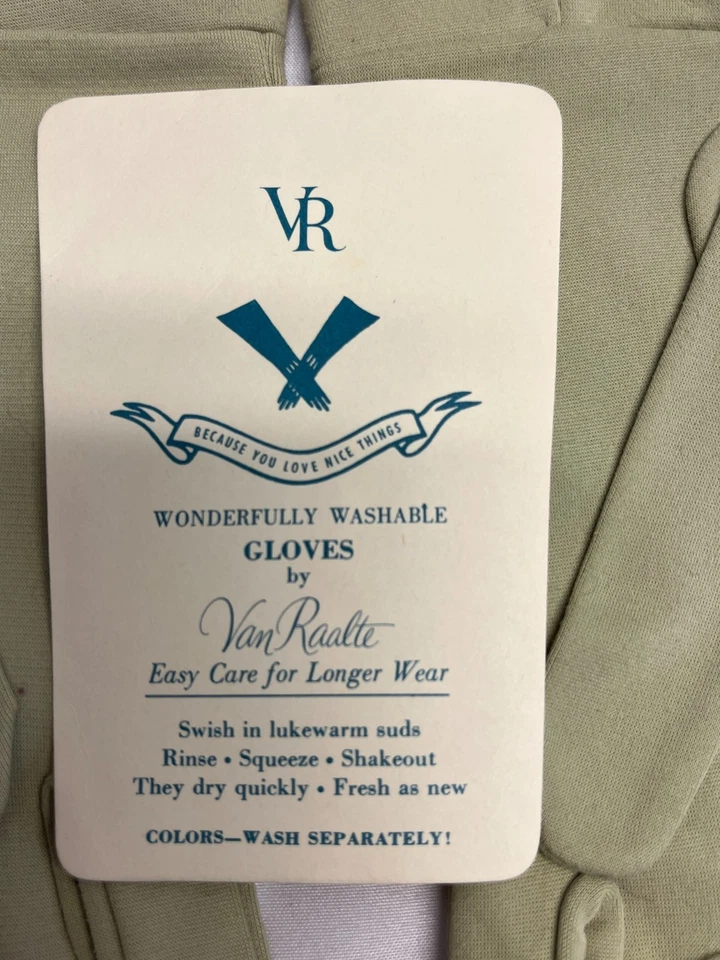 VR
BECAUSE YOU LOVE NICE THINGS
WONDERFULLY WASHABLE
GLOVES
by
Van Raalte
Easy Care for Longer Wear
Swish in lukewarm suds
Rinse • Squeeze • Shakeout
They dry quickly • Fresh as new
COLORS—WASH SEPARATELY!